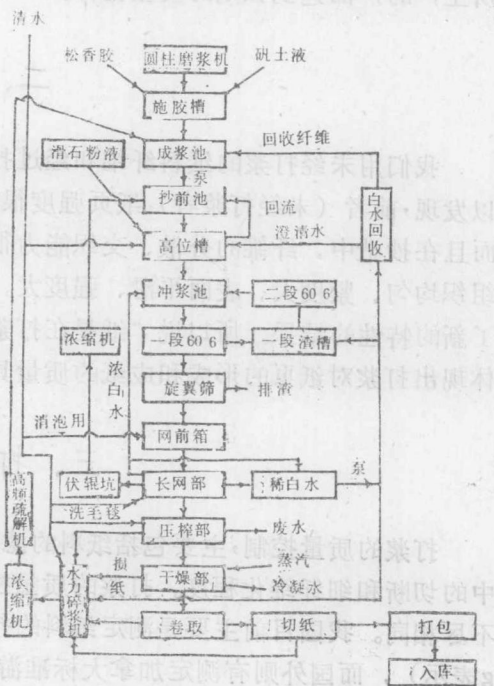 清水
松香胶
圆柱磨浆机
矾土液
施胶槽
滑石粉液
成浆池
回收纤维
泵
抄前池
回流
澄清水
白水回收
高位槽
冲浆池
二段606
浓缩机
一段606
一段渣槽
浓白水
旋翼筛
排渣
消泡用
网前箱
伏辊坑
长网部
稀白水
泵
洗毛毯
高频疏解机
压榨部
废水
损纸
蒸汽
干燥部
冷凝水
浓缩机
水力碎浆机
卷取
切纸
打包
入库